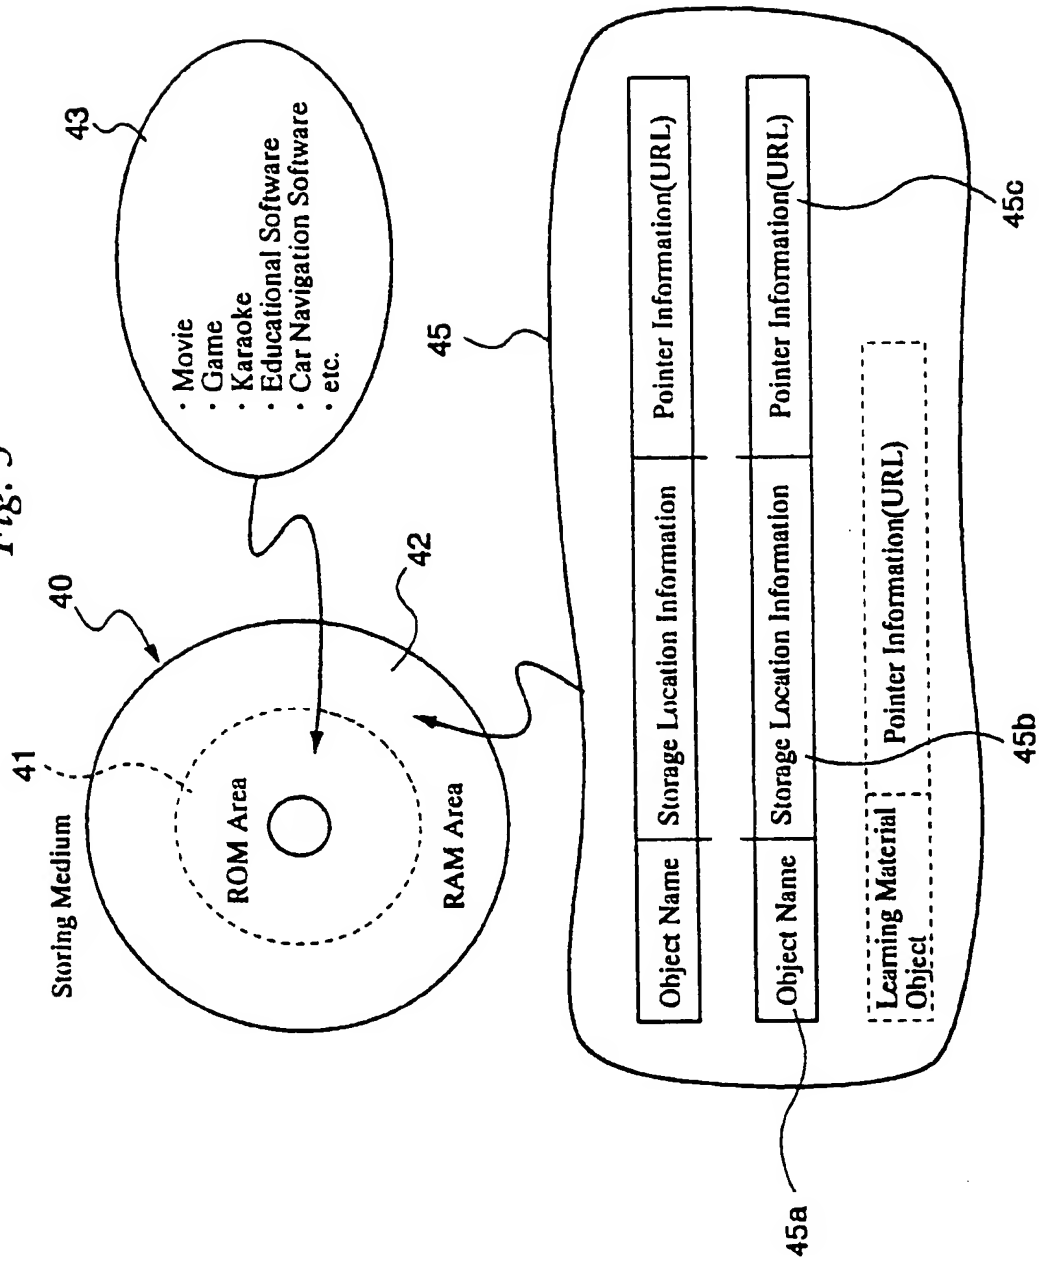 Fig. 5
Storing Medium
41
40
ROM Area
RAM Area
42
43
· Movie
· Game
· Karaoke
· Educational Software
· Car Navigation Software
· etc.
45
Object Name
Storage Location Information
Pointer Information(URL)
Object Name
Storage Location Information
Pointer Information(URL)
Learning Material
Object
Pointer Information(URL)
45a
45b
45c